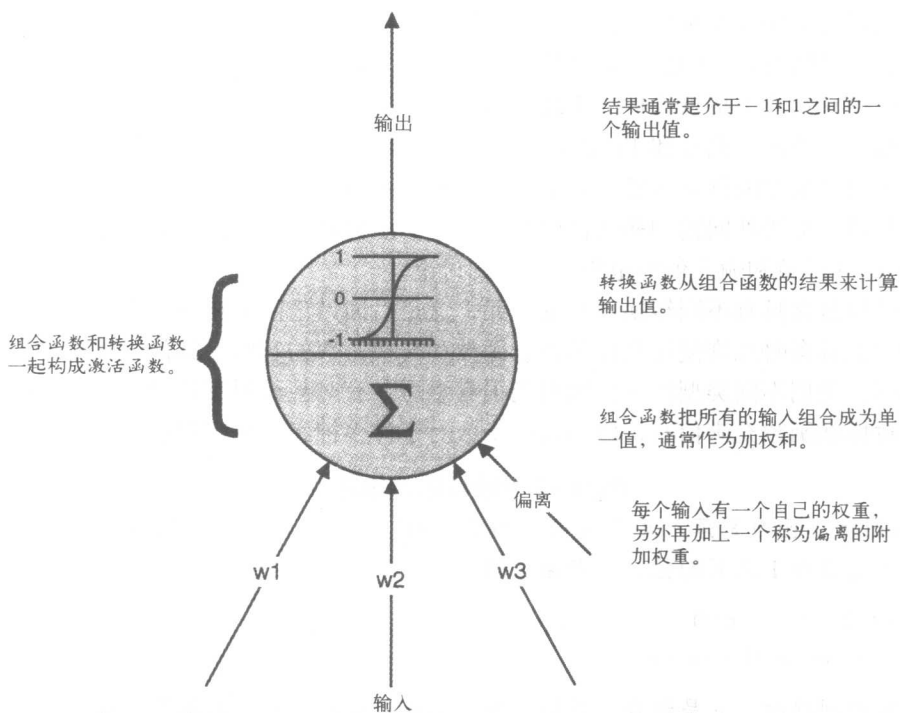 输出
结果通常是介于－1和1之间的一
个输出值。
1
0
-1
转换函数从组合函数的结果来计算
输出值。
组合函数和转换函数
一起构成激活函数。
Σ
组合函数把所有的输入组合成为单
一值，通常作为加权和。
偏离
每个输入有一个自己的权重，
另外再加上一个称为偏离的附
加权重。
w1
w2
w3
输入